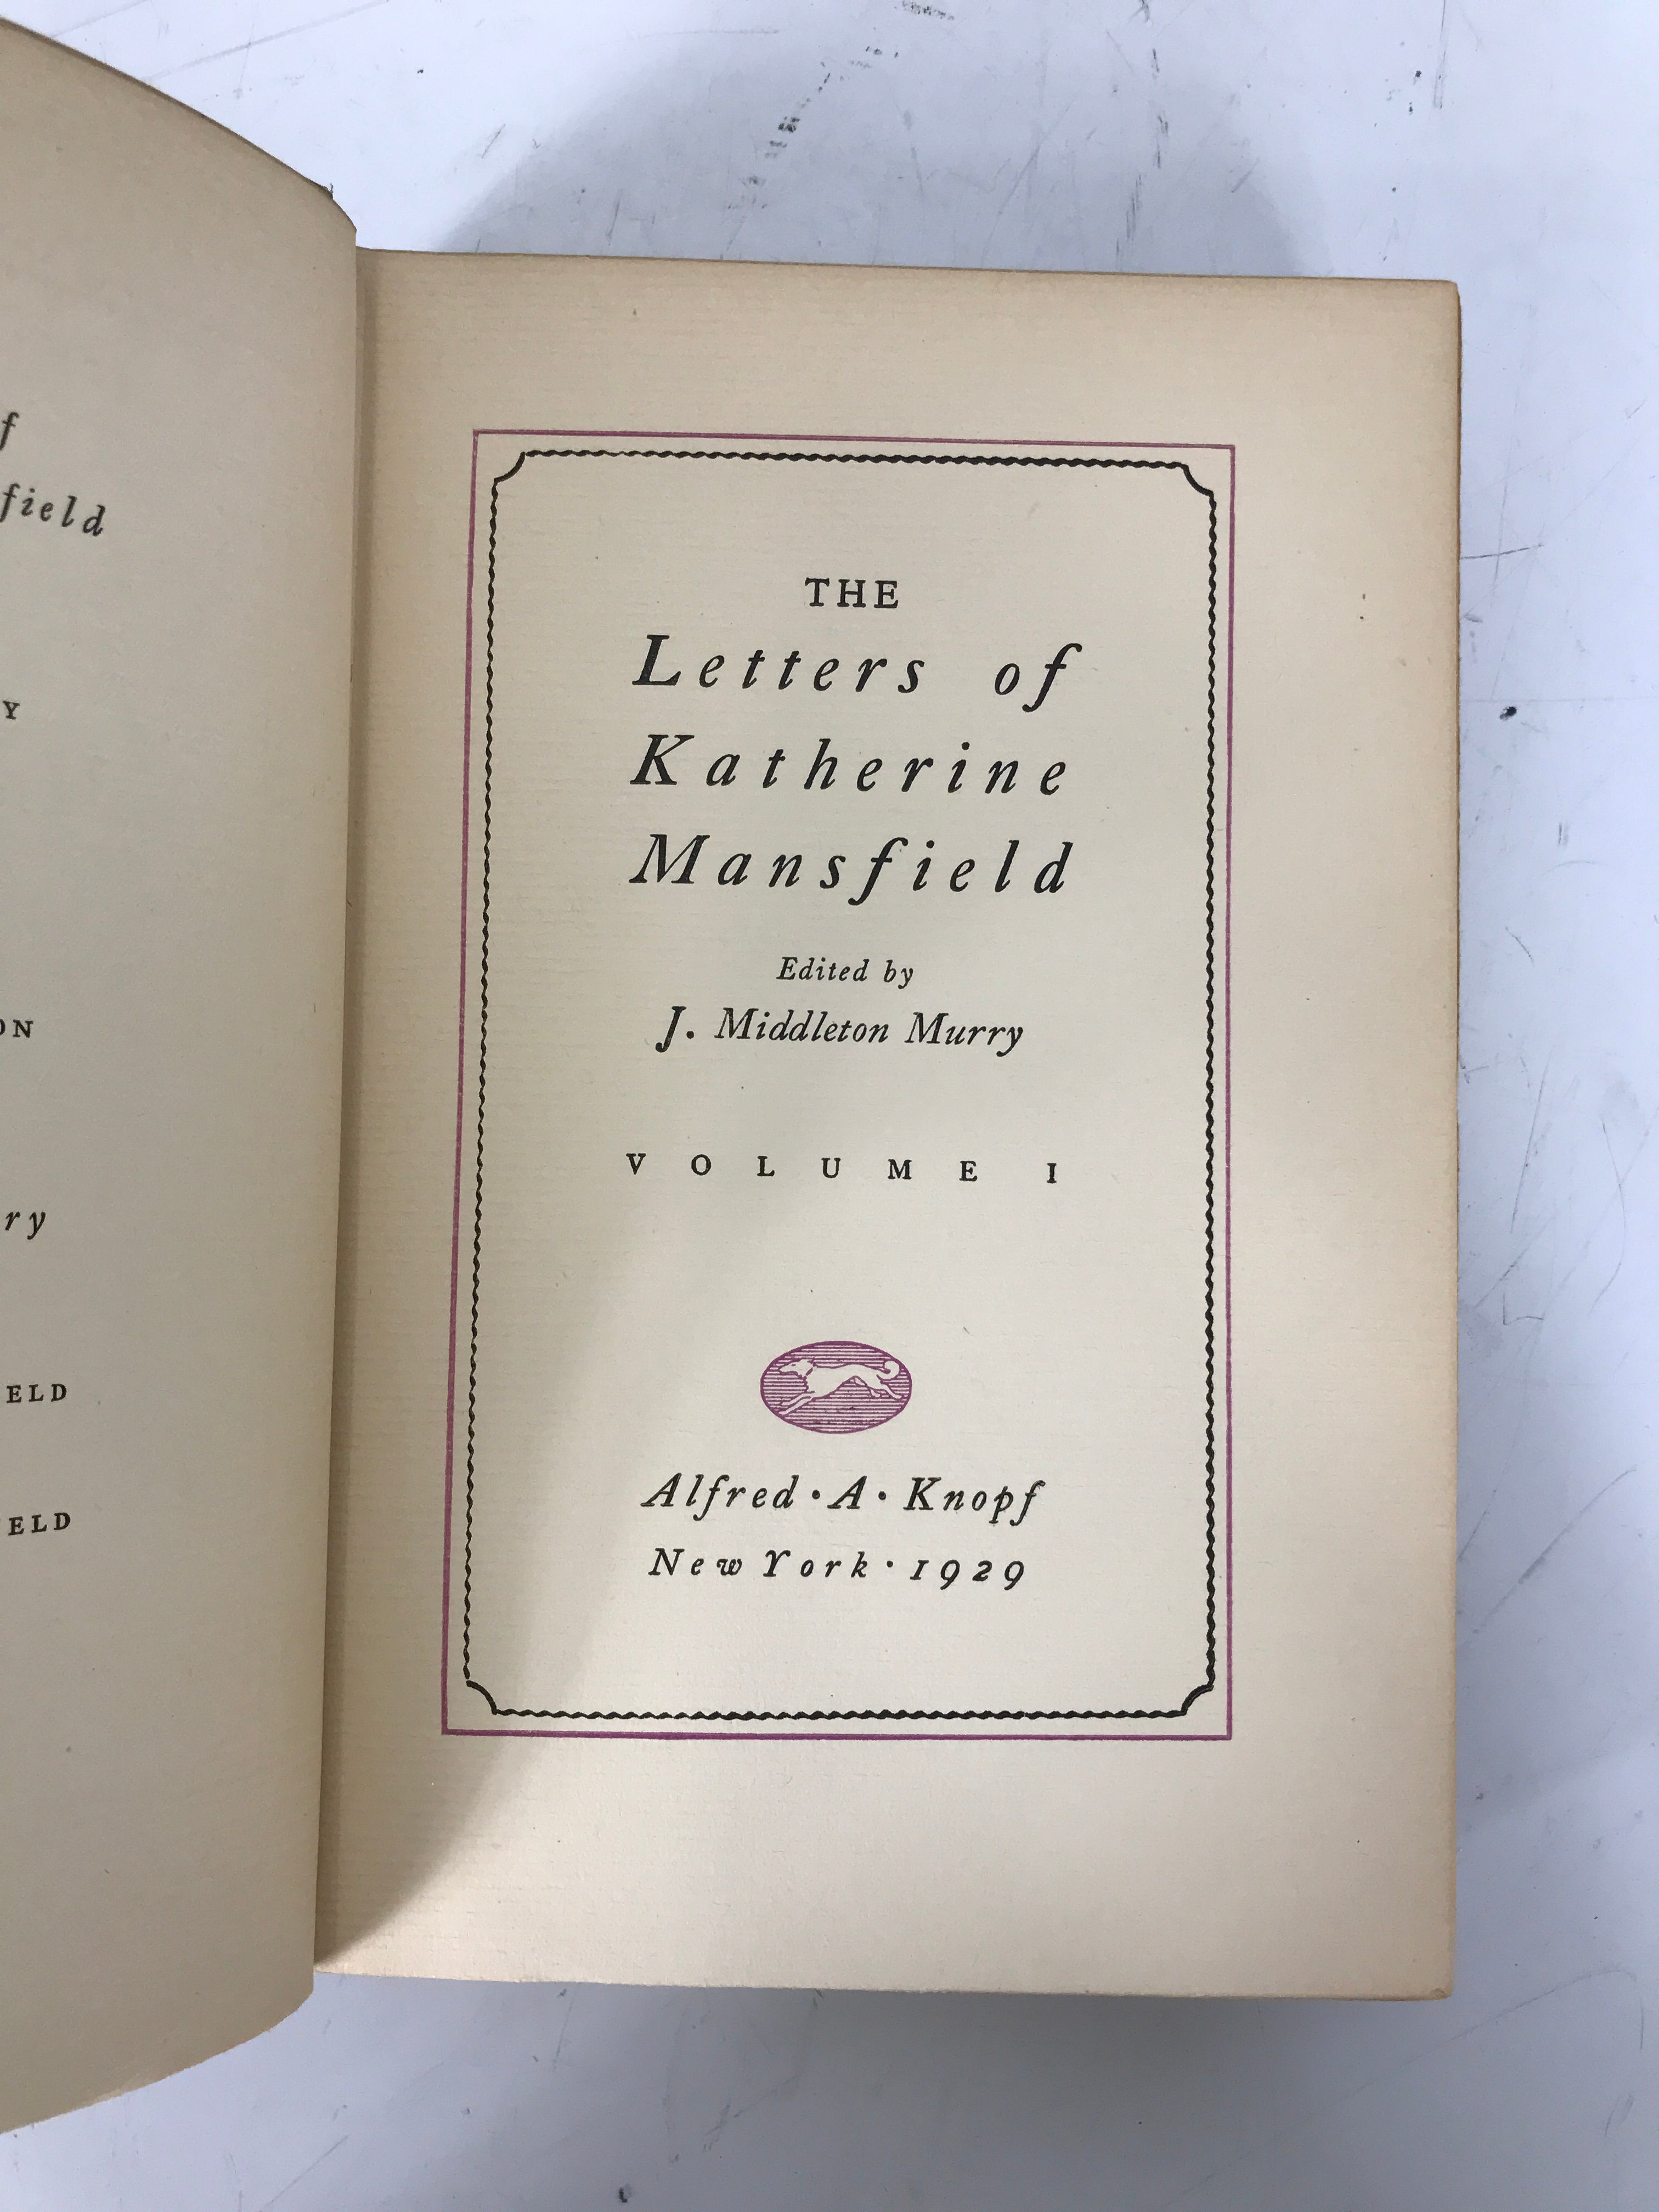 THE
Letters of
Katherine
Mansfield
Edited by
J. Middleton Murry
VOLUME I
Alfred · A · Knopf
New York · 1929